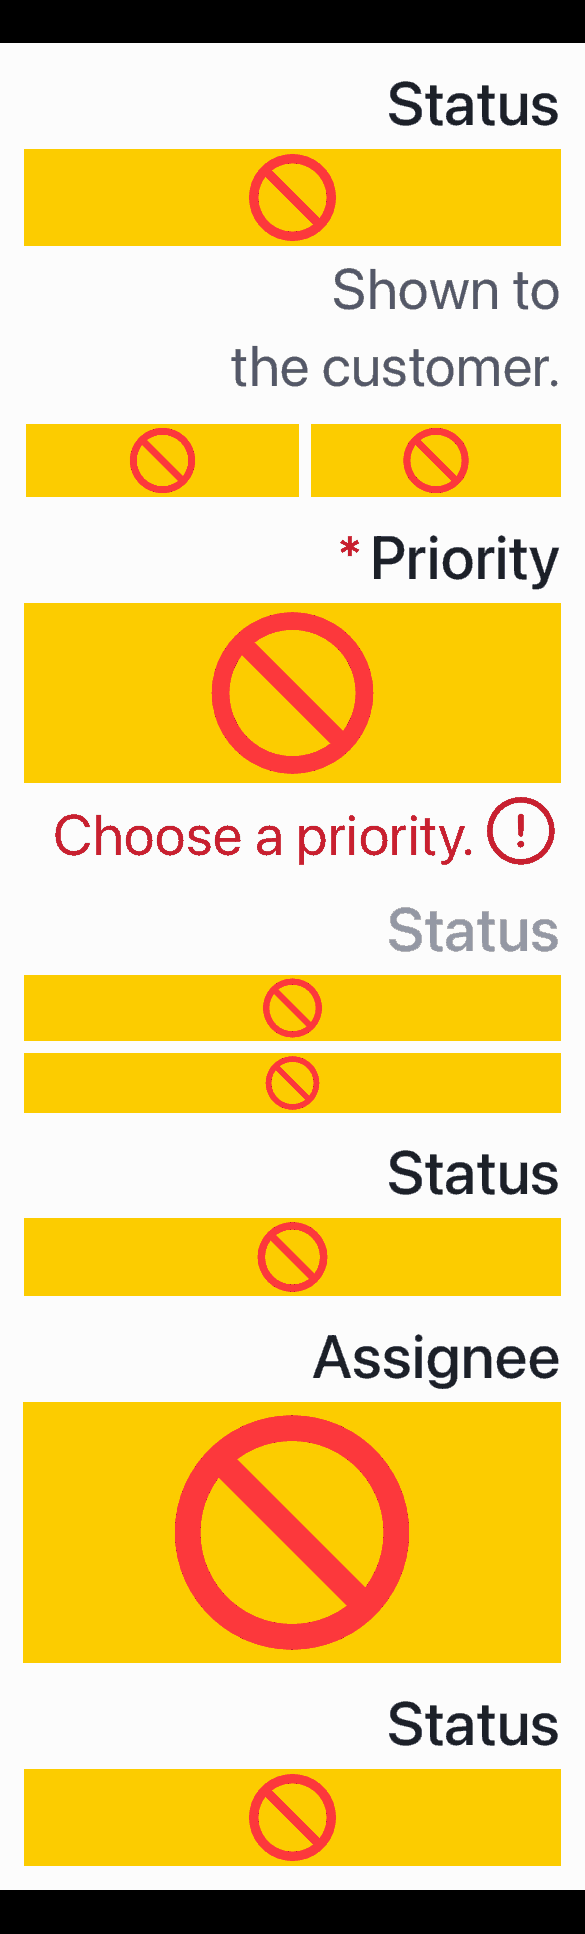 Status
Shown to
the customer.
* Priority
Choose a priority.
Status
Status
Assignee
Status